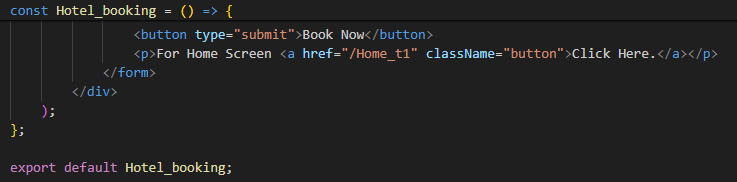 const Hotel_booking = () => {
<button type="submit">Book Now</button>
<p>For Home Screen <a href="/Home_t1" className="button">Click Here.</a></p>
</form>
</div>
);
};
export default Hotel_booking;